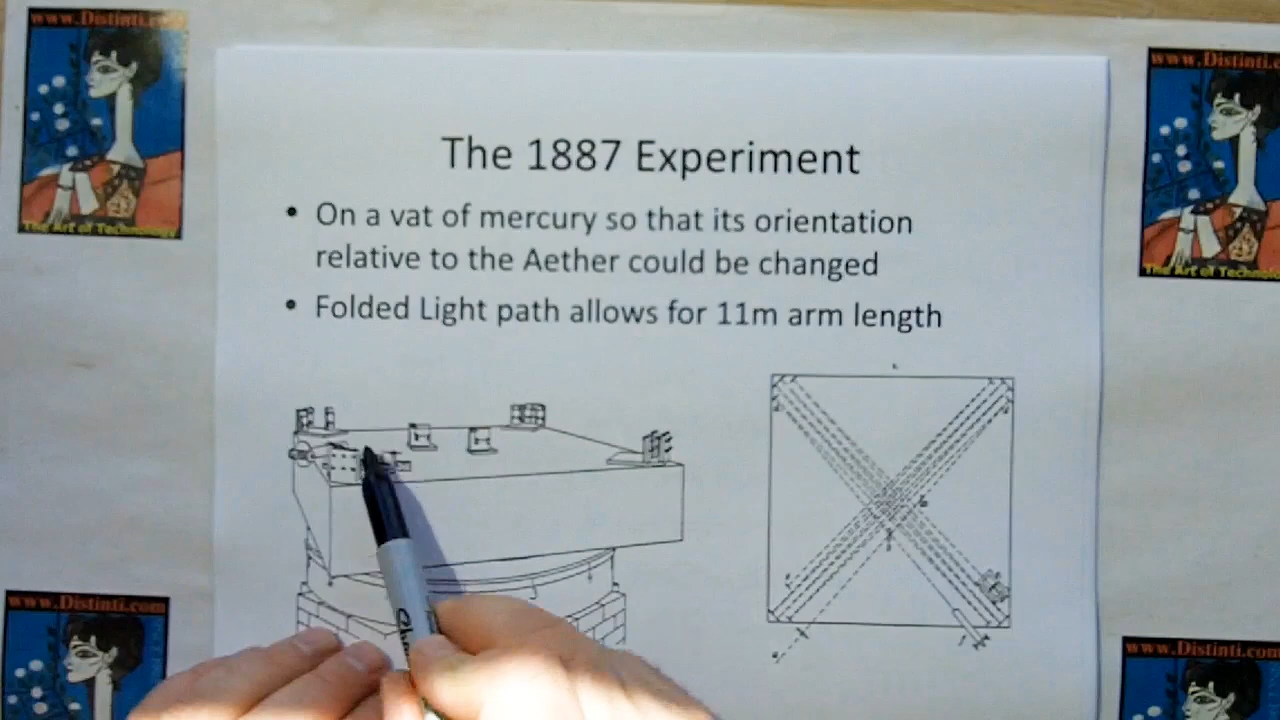 www.Distinti.com
www.Distinti.c
The 1887 Experiment
• On a vat of mercury so that its orientation
relative to the Aether could be changed
• Folded Light path allows for 11m arm length
The Art of Technology
The Art of Technolo
www.Distinti.com
www.Distinti.com